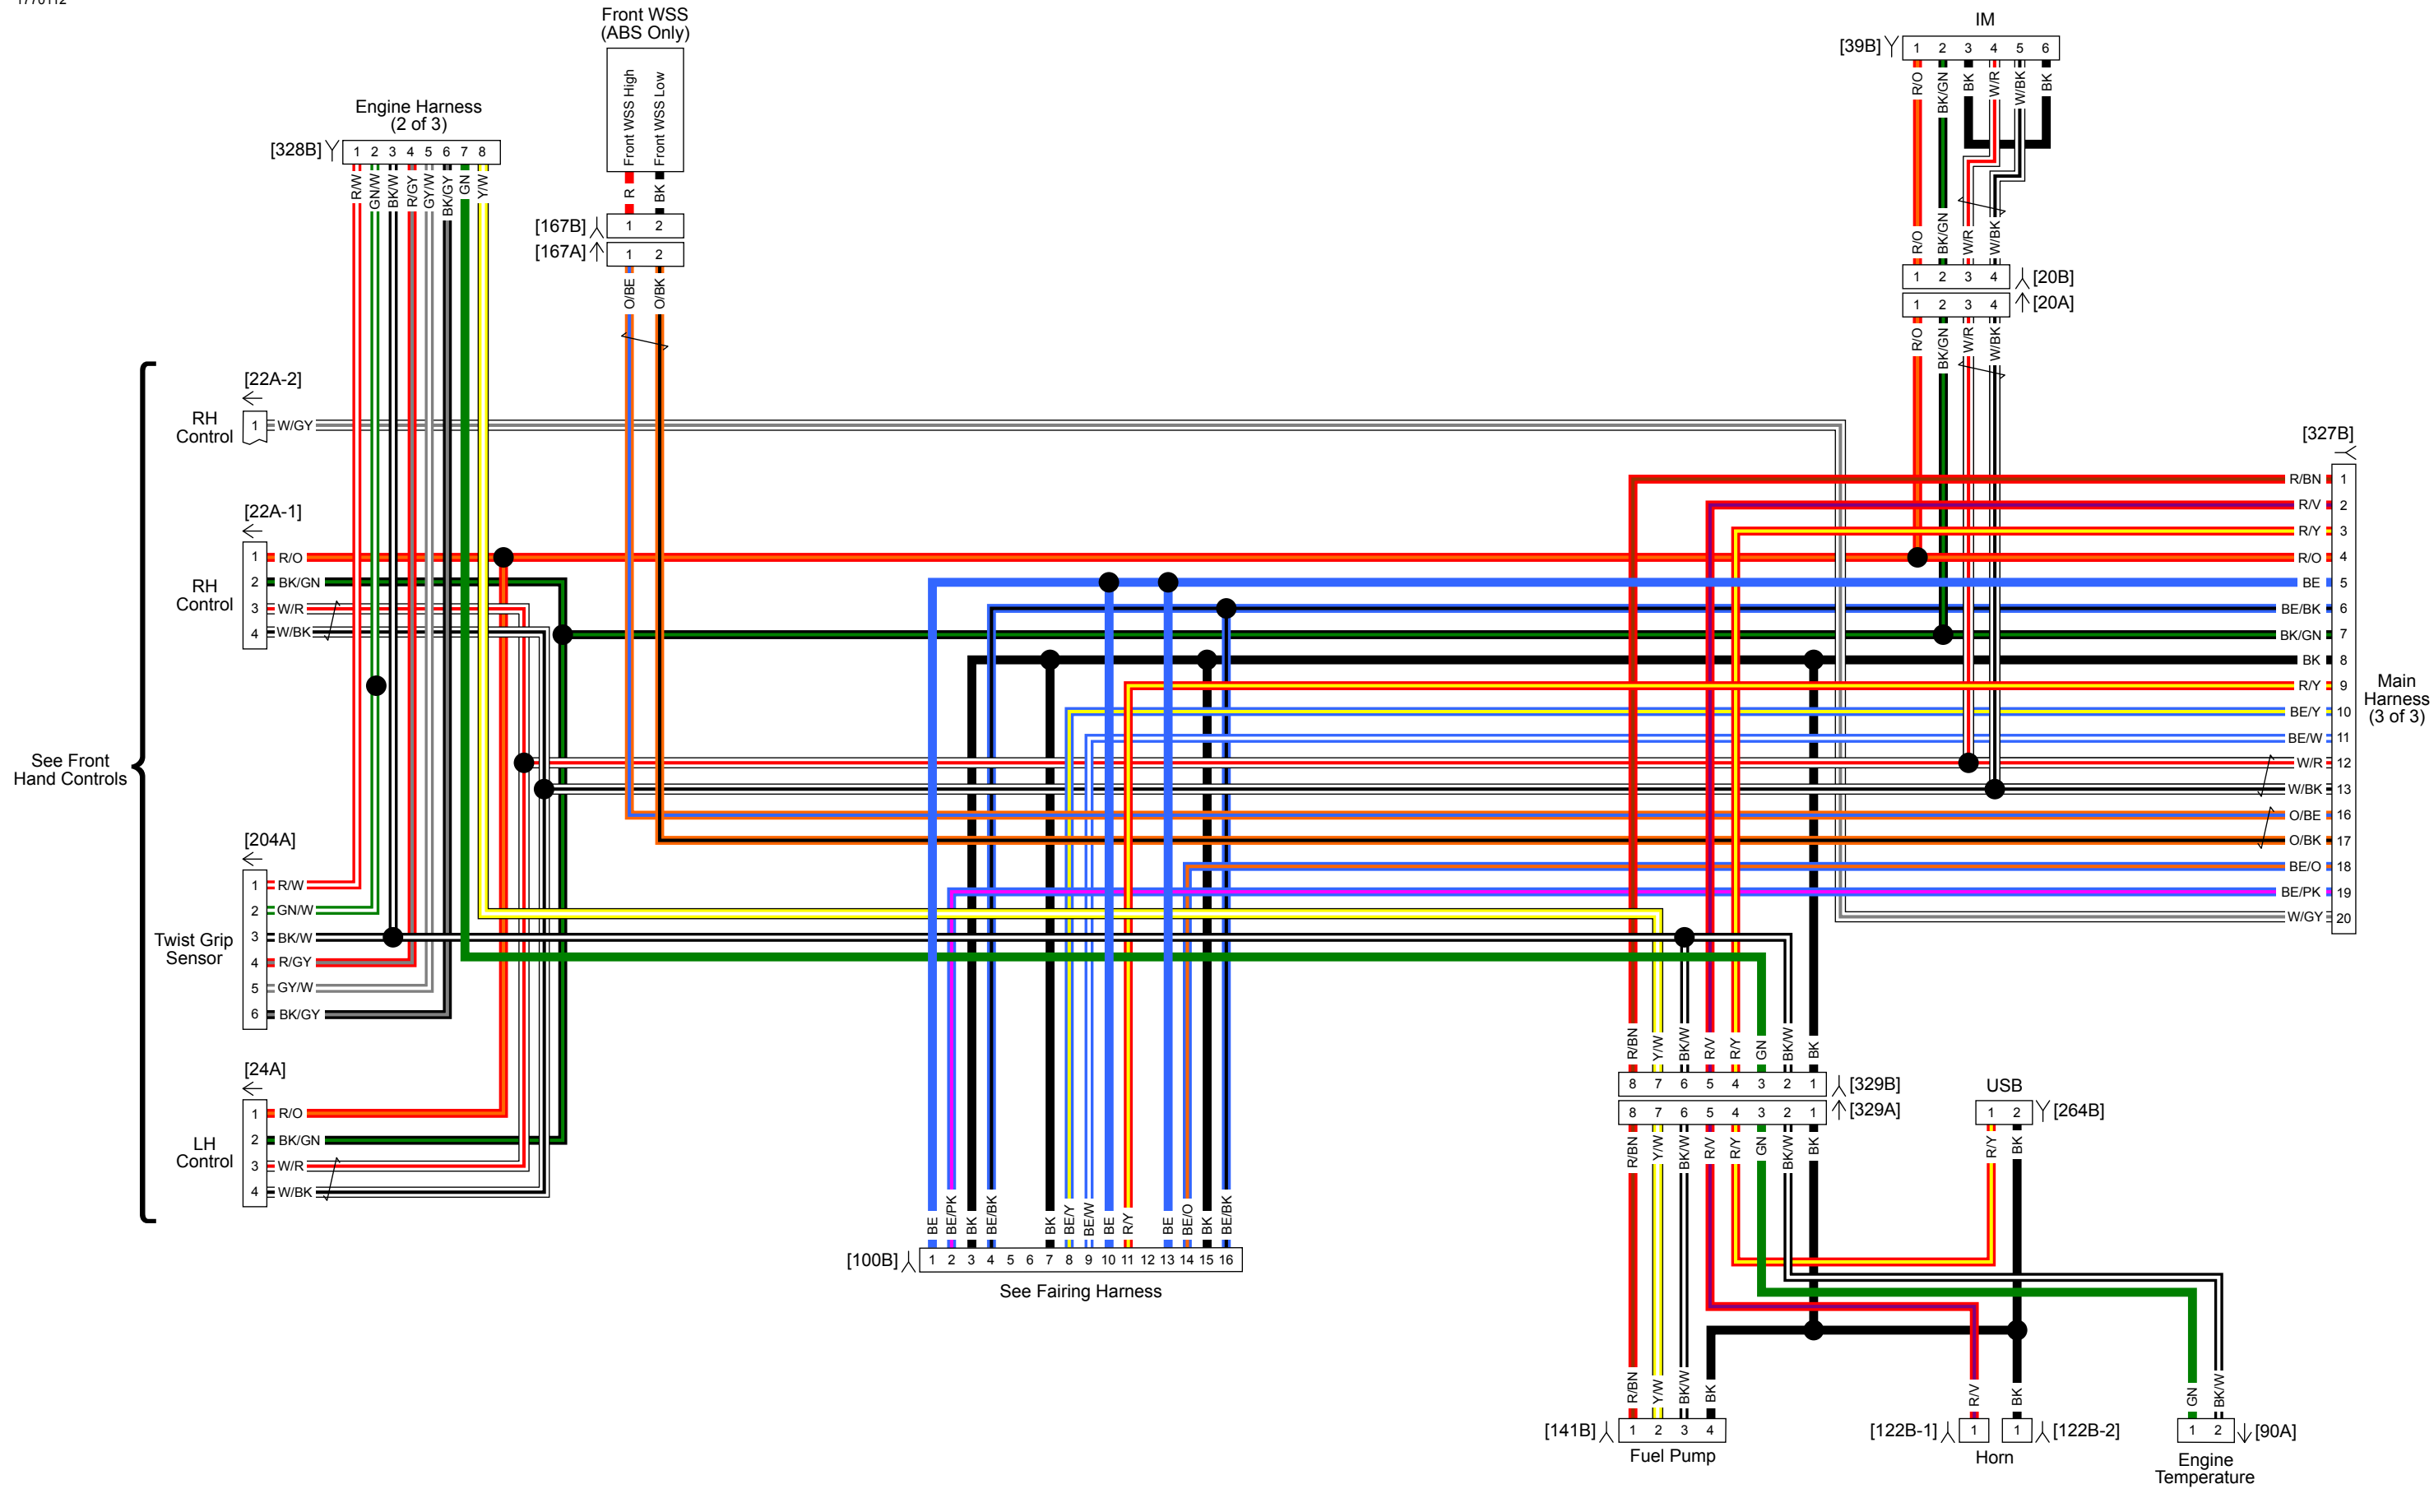 1770112
Front WSS
(ABS Only)
Front WSS High
Front WSS Low
R
BK
[167B]
1 2
[167A]
1 2
O/BE
O/BK
IM
[39B]
1 2 3 4 5 6
R/O
BK/GN
BK
W/R
W/BK
BK
R/O
BK/GN
W/R
W/BK
1 2 3 4
[20B]
1 2 3 4
[20A]
R/O
BK/GN
W/R
W/BK
Engine Harness
(2 of 3)
[328B]
1 2 3 4 5 6 7 8
R/W
GN/W
BK/W
R/GY
GY/W
BK/GY
GN
Y/W
See Front
Hand Controls
[22A-2]
RH
Control
1 W/GY
[22A-1]
RH
Control
1 R/O
2 BK/GN
3 W/R
4 W/BK
[204A]
Twist Grip
Sensor
1 R/W
2 GN/W
3 BK/W
4 R/GY
5 GY/W
6 BK/GY
[24A]
LH
Control
1 R/O
2 BK/GN
3 W/R
4 W/BK
[327B]
R/BN 1
R/V 2
R/Y 3
R/O 4
BE 5
BE/BK 6
BK/GN 7
BK 8
R/Y 9
BE/Y 10
BE/W 11
W/R 12
W/BK 13
O/BE 16
O/BK 17
BE/O 18
BE/PK 19
W/GY 20
Main
Harness
(3 of 3)
BE
BE/PK
BK
BE/BK
BK
BE/Y
BE/W
BE
R/Y
BE
BE/O
BK
BE/BK
[100B]
1 2 3 4 5 6 7 8 9 10 11 12 13 14 15 16
See Fairing Harness
R/BN
Y/W
BK/W
R/V
R/Y
GN
BK/W
BK
8 7 6 5 4 3 2 1
[329B]
8 7 6 5 4 3 2 1
[329A]
R/BN
Y/W
BK/W
R/V
R/Y
GN
BK/W
BK
USB
1 2
[264B]
R/Y
BK
R/BN
Y/W
BK/W
BK
[141B]
1 2 3 4
Fuel Pump
R/V
BK
[122B-1]
1
1
[122B-2]
Horn
GN
BK/W
1 2
[90A]
Engine
Temperature